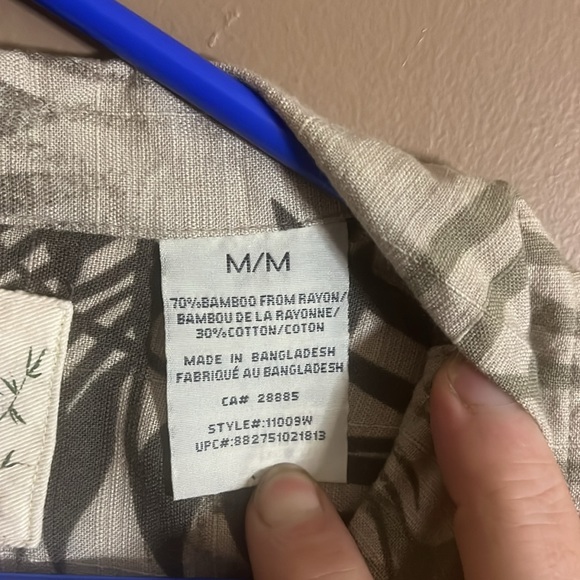 M/M
70%BAMBOO FROM RAYON/
BAMBOU DE LA RAYONNE/
30%COTTON/COTON
MADE IN BANGLADESH
FABRIQUÉ AU BANGLADESH
CA# 28885
STYLE#:11009W
UPC#:882751021813